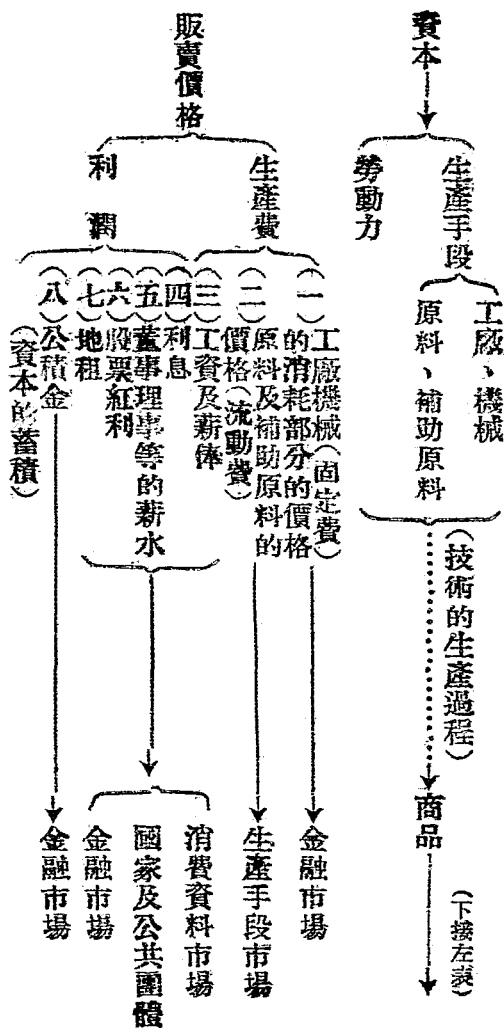 資本
生產手段
勞動力
工廠、機械
原料、補助原料
(技術的生產過程)
商品
(下接左表)
販賣價格
生產費
利潤
(一)工廠機械(固定費)
的消耗部分的價格
(二)原料及補助原料的
價格(流動費)
(三)工資及薪俸
(四)利息
(五)董事理事等的薪水
(六)股票紅利
(七)地租
(八)公積金
(資本的蓄積)
金融市場
生產手段市場
消費資料市場
國家及公共團體
金融市場
金融市場